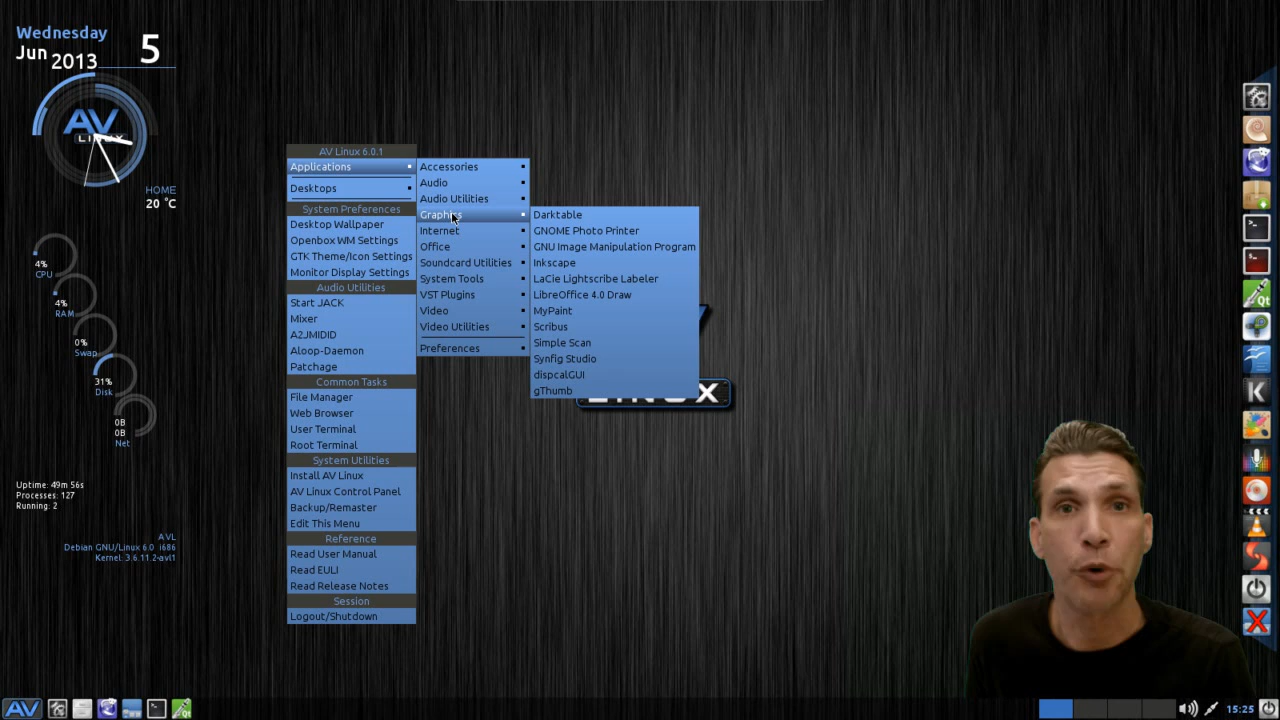 Wednesday
Jun 2013 5
AV
LINUX
HOME
20 °C
4%
CPU
4%
RAM
0%
Swap
31%
Disk
0B
0B
Net
Uptime: 49m 56s
Processes: 127
Running: 2
AVL
Debian GNU/Linux 6.0 i686
Kernel: 3.6.11.2-avl1
AV Linux 6.0.1
Applications
Desktops
System Preferences
Desktop Wallpaper
Openbox WM Settings
GTK Theme/Icon Settings
Monitor Display Settings
Audio Utilities
Start JACK
Mixer
A2JMIDID
Aloop-Daemon
Patchage
Common Tasks
File Manager
Web Browser
User Terminal
Root Terminal
System Utilities
Install AV Linux
AV Linux Control Panel
Backup/Remaster
Edit This Menu
Reference
Read User Manual
Read EULI
Read Release Notes
Session
Logout/Shutdown
Accessories
Audio
Audio Utilities
Graphics
Internet
Office
Soundcard Utilities
System Tools
VST Plugins
Video
Video Utilities
Preferences
Darktable
GNOME Photo Printer
GNU Image Manipulation Program
Inkscape
LaCie Lightscribe Labeler
LibreOffice 4.0 Draw
MyPaint
Scribus
Simple Scan
Synfig Studio
dispcalGUI
gThumb
LINUX
Qt
K
AV
Qt
15:25